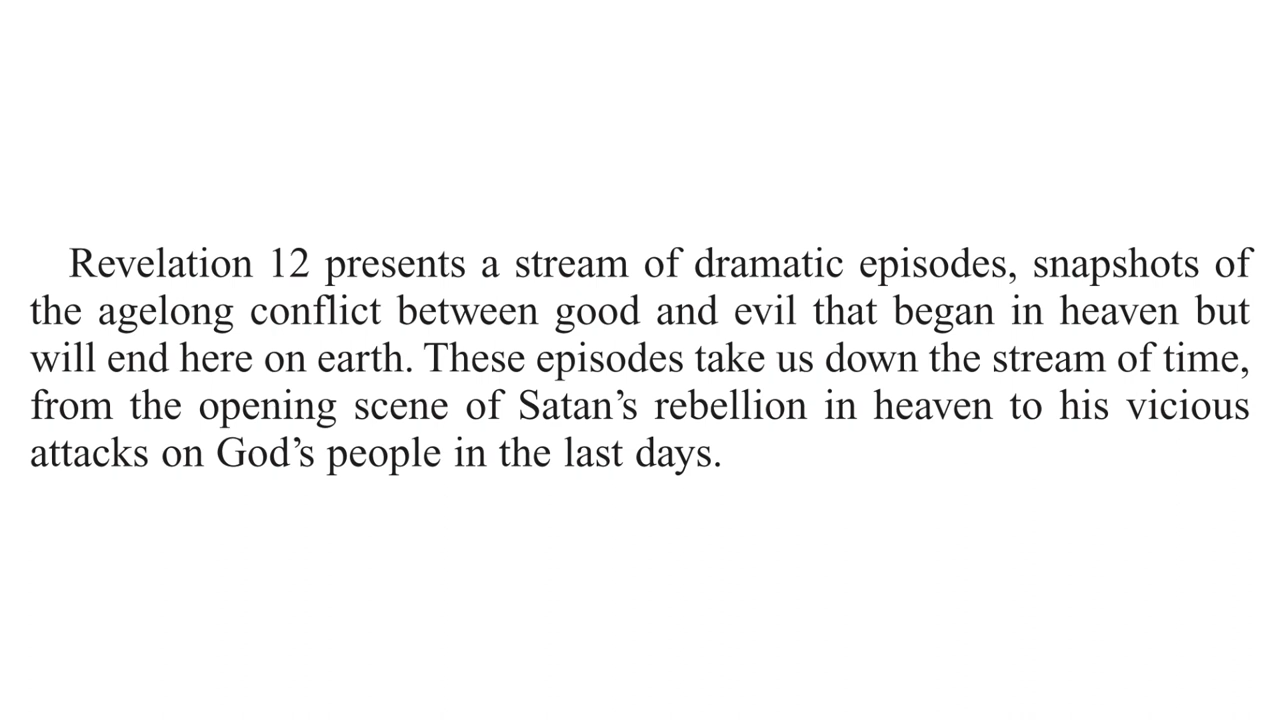 Revelation 12 presents a stream of dramatic episodes, snapshots of
the agelong conflict between good and evil that began in heaven but
will end here on earth. These episodes take us down the stream of time,
from the opening scene of Satan’s rebellion in heaven to his vicious
attacks on God’s people in the last days.